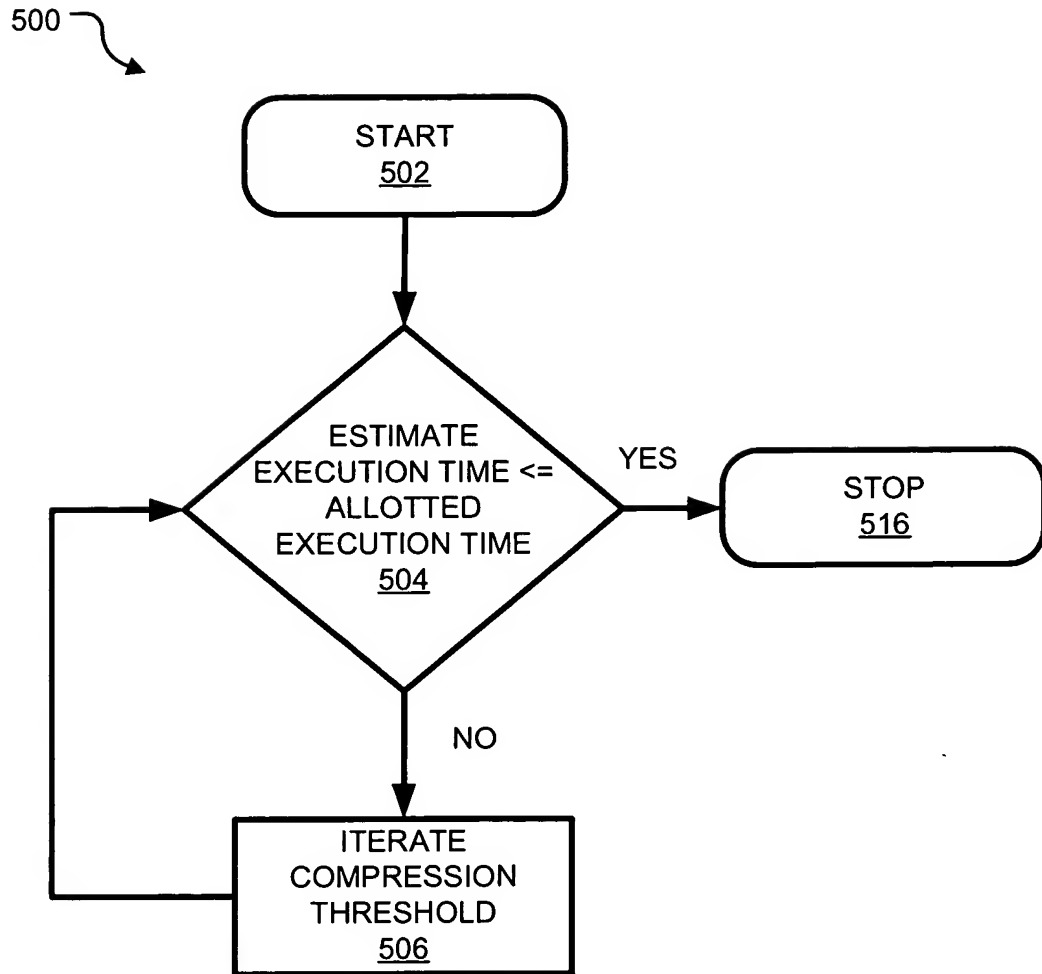 500
START
502
ESTIMATE
EXECUTION TIME <=
ALLOTTED
EXECUTION TIME
504
YES
STOP
516
NO
ITERATE
COMPRESSION
THRESHOLD
506